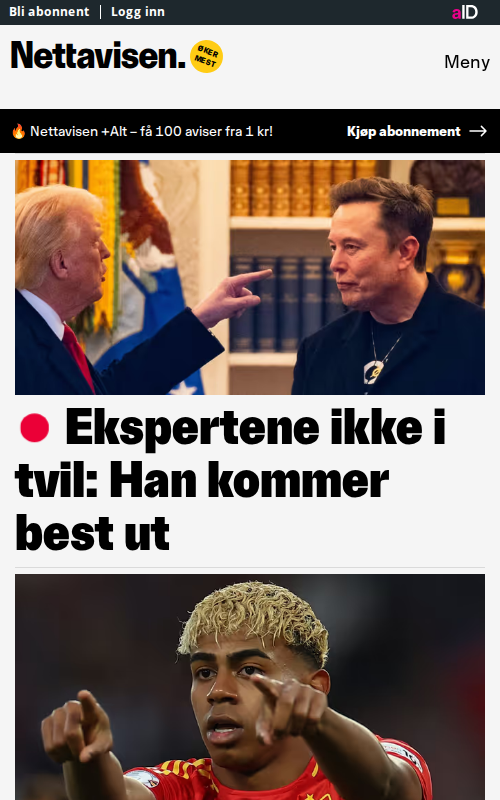 Bli abonnent | Logg inn
aID
Nettavisen.
ØKER
MEST
Meny
🔥 Nettavisen +Alt – få 100 aviser fra 1 kr!
Kjøp abonnement →
Ekspertene ikke i
tvil: Han kommer
best ut